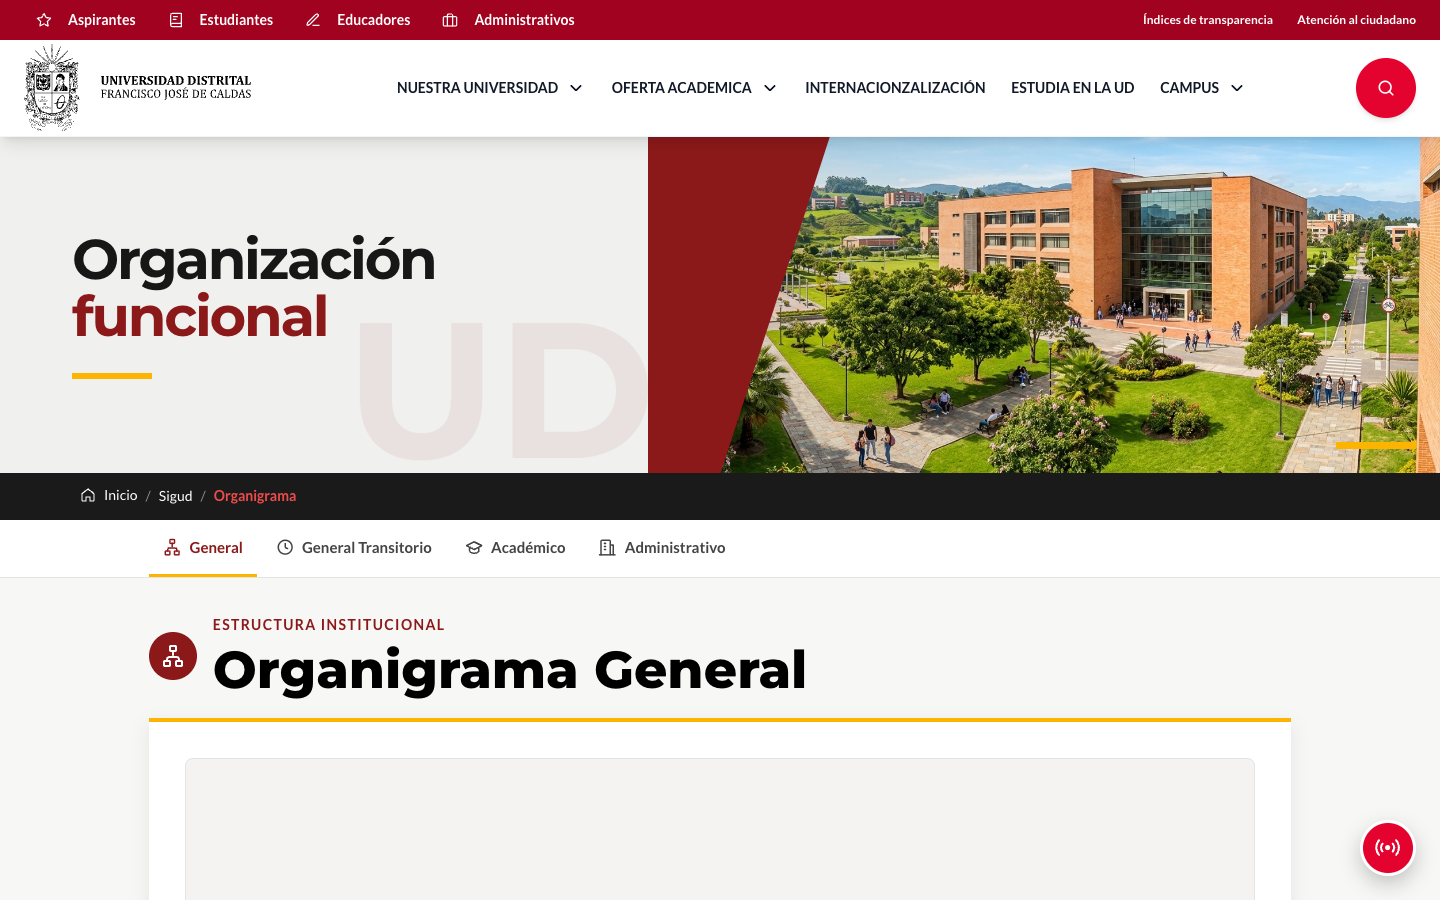 Aspirantes
Estudiantes
Educadores
Administrativos
Índices de transparencia
Atención al ciudadano
UNIVERSIDAD DISTRITAL
FRANCISCO JOSÉ DE CALDAS
NUESTRA UNIVERSIDAD
OFERTA ACADEMICA
INTERNACIONZALIZACIÓN
ESTUDIA EN LA UD
CAMPUS
Organización
funcional
UD
Inicio / Sigud / Organigrama
General
General Transitorio
Académico
Administrativo
ESTRUCTURA INSTITUCIONAL
Organigrama General